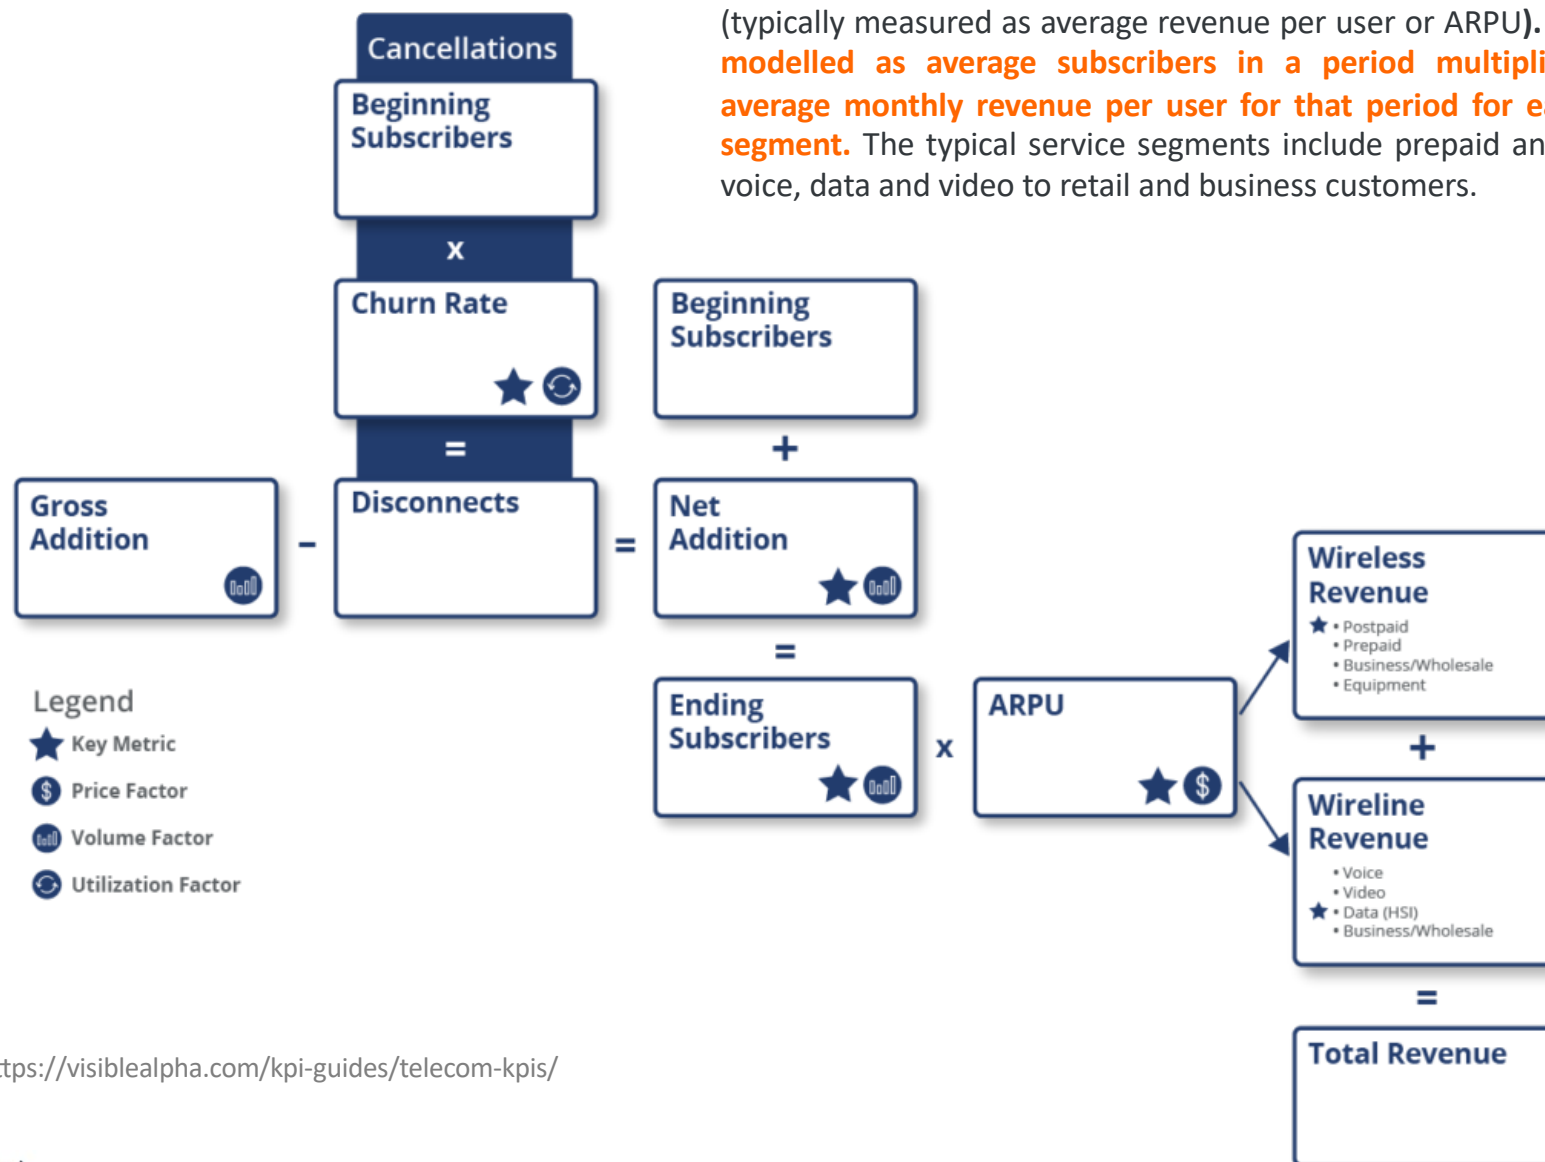 (typically measured as average revenue per user or ARPU).
modelled as average subscribers in a period
average monthly revenue per user for that period for
segment. The typical service segments include prepaid
voice, data and video to retail and business customers.
Cancellations
Beginning
Subscribers
x
Churn Rate
=
Beginning
Subscribers
+
Gross
Addition
-
Disconnects
=
Net
Addition
=
Ending
Subscribers
x
ARPU
Wireless
Revenue
• Postpaid
• Prepaid
• Business/Wholesale
• Equipment
+
Wireline
Revenue
• Voice
• Video
• Data (HSI)
• Business/Wholesale
=
Total Revenue
Legend
Key Metric
$ Price Factor
Volume Factor
Utilization Factor
$
ttps://visiblealpha.com/kpi-guides/telecom-kpis/